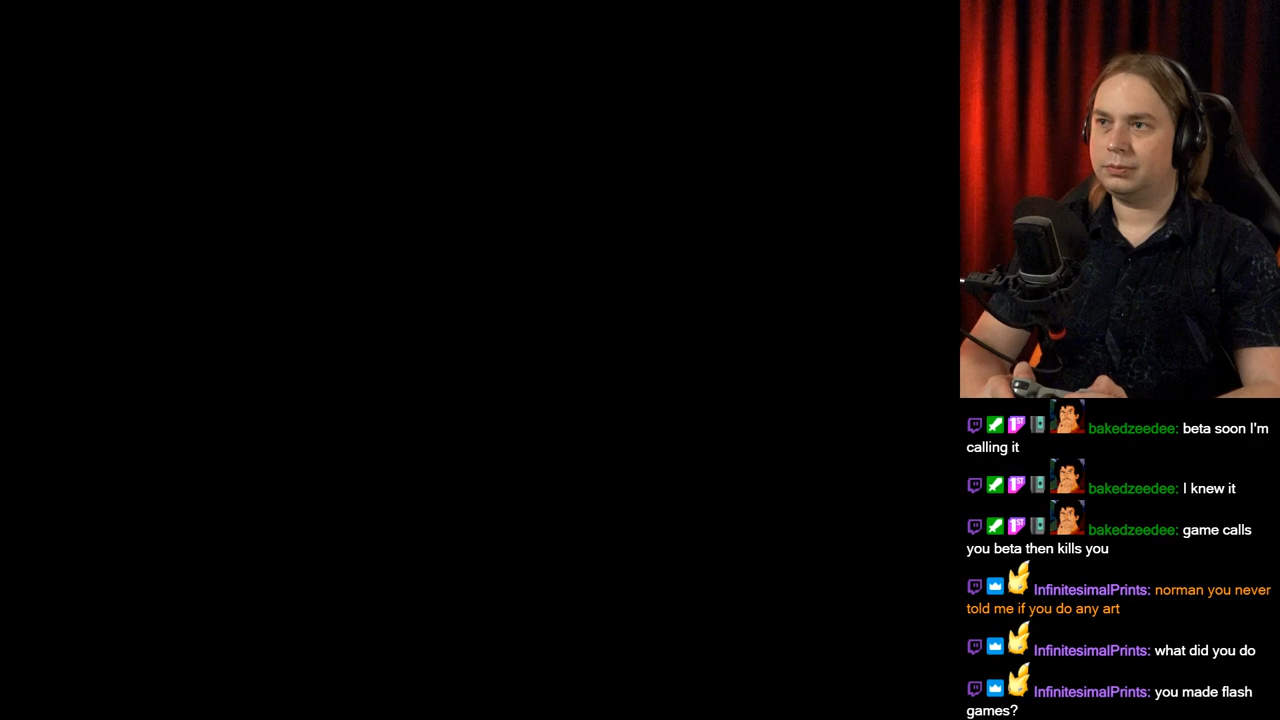 bakedzeedee: beta soon I'm
calling it
bakedzeedee: I knew it
bakedzeedee: game calls
you beta then kills you
InfinitesimalPrints: norman you never
told me if you do any art
InfinitesimalPrints: what did you do
InfinitesimalPrints: you made flash
games?